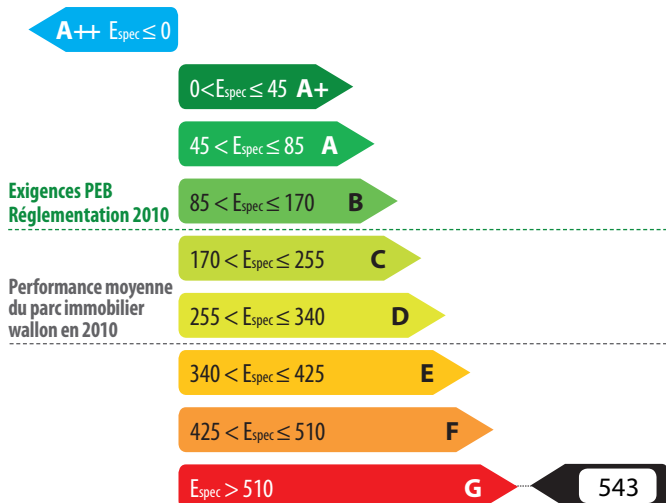 A++ Espec ≤ 0
0 < Espec ≤ 45 A+
45 < Espec ≤ 85 A
Exigences PEB
Réglementation 2010
85 < Espec ≤ 170 B
170 < Espec ≤ 255 C
Performance moyenne
du parc immobilier
wallon en 2010
255 < Espec ≤ 340 D
340 < Espec ≤ 425 E
425 < Espec ≤ 510 F
Espec > 510 G
543